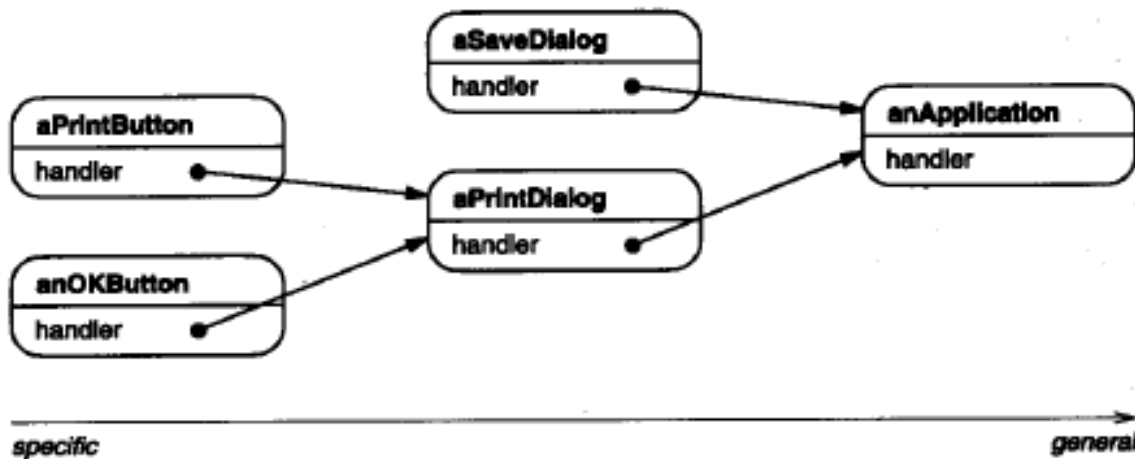 aSaveDialog
handler
aPrintButton
handler
anApplication
handler
aPrintDialog
handler
anOKButton
handler
specific
general